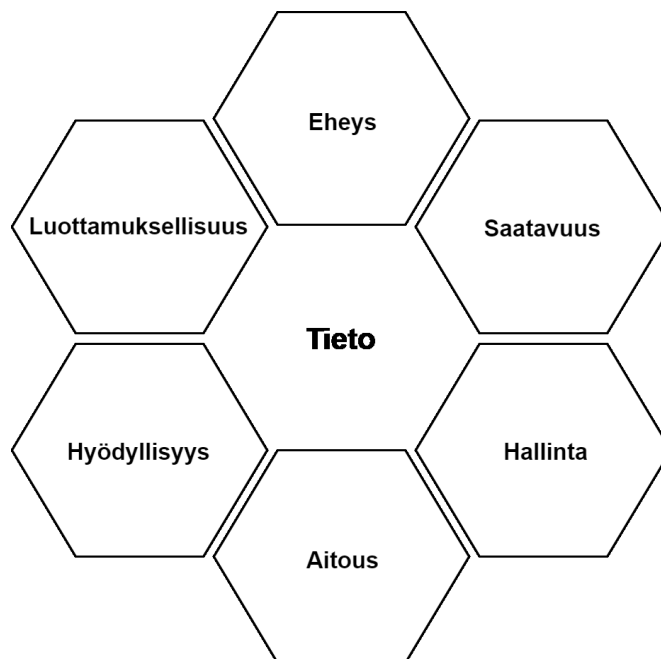 Eheys
Luottamuksellisuus
Saatavuus
Tieto
Hyödyllisyys
Hallinta
Aitous